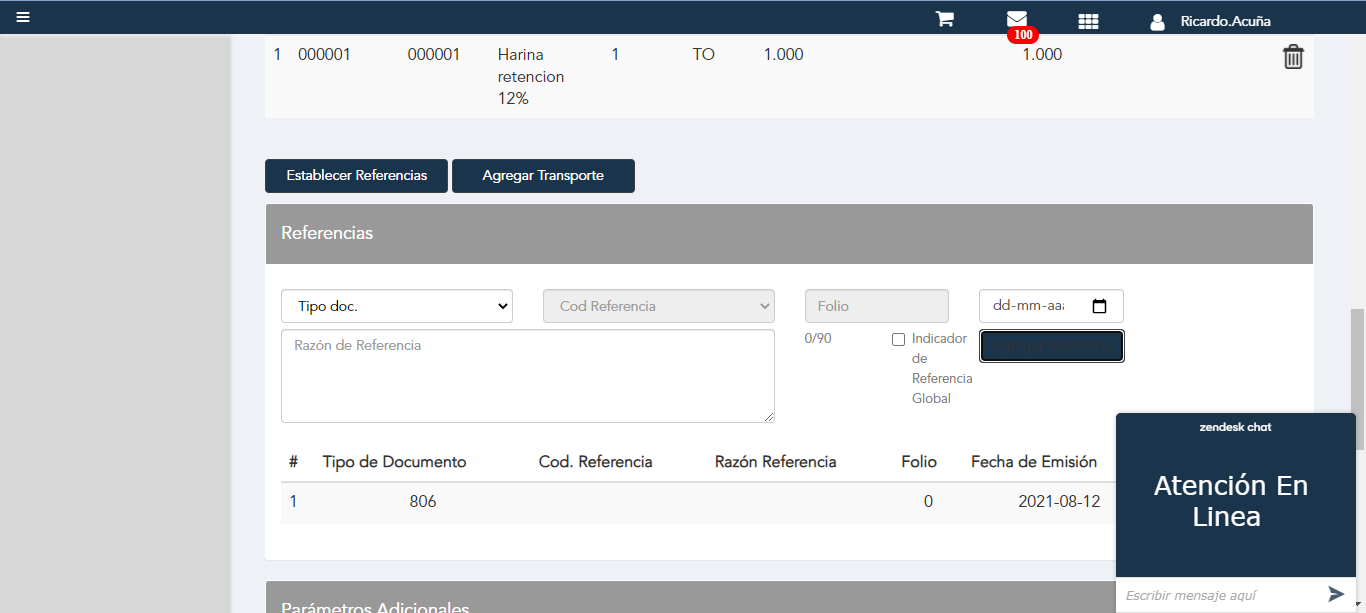 Ricardo.Acuña
100
1 000001 000001 Harina 1 TO 1.000 1.000
retencion
12%
Establecer Referencias Agregar Transporte
Referencias
Tipo doc. Cod Referencia Folio dd-mm-aa
Razón de Referencia 0/90 Indicador Agregar Referencia
de
Referencia
Global
zendesk chat
# Tipo de Documento Cod. Referencia Razón Referencia Folio Fecha de Emisión
Atención En
1 806 0 2021-08-12
Linea
Escribir mensaje aquí
Parámetros Adicionales